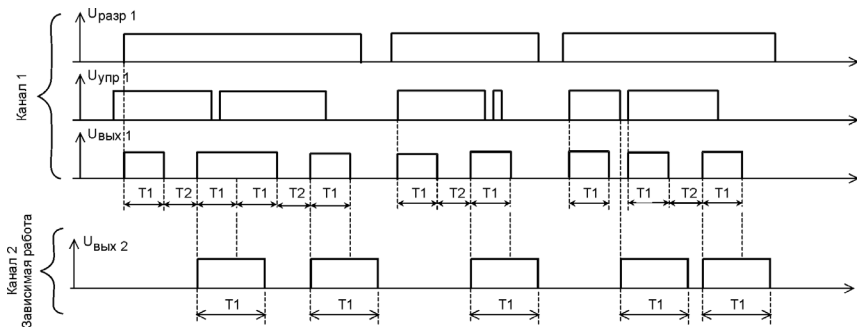 Канал 1
Uразр 1
Uупр 1
Uвых 1
T1 T2 T1 T1 T2 T1 T1 T2 T1 T1 T1 T2 T1
Канал 2
Зависимая работа
Uвых 2
T1 T1 T1 T1 T1